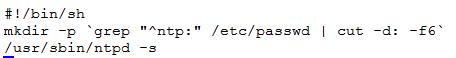 #!/bin/sh
mkdir -p `grep "^ntp:" /etc/passwd | cut -d: -f6`
/usr/sbin/ntpd -s